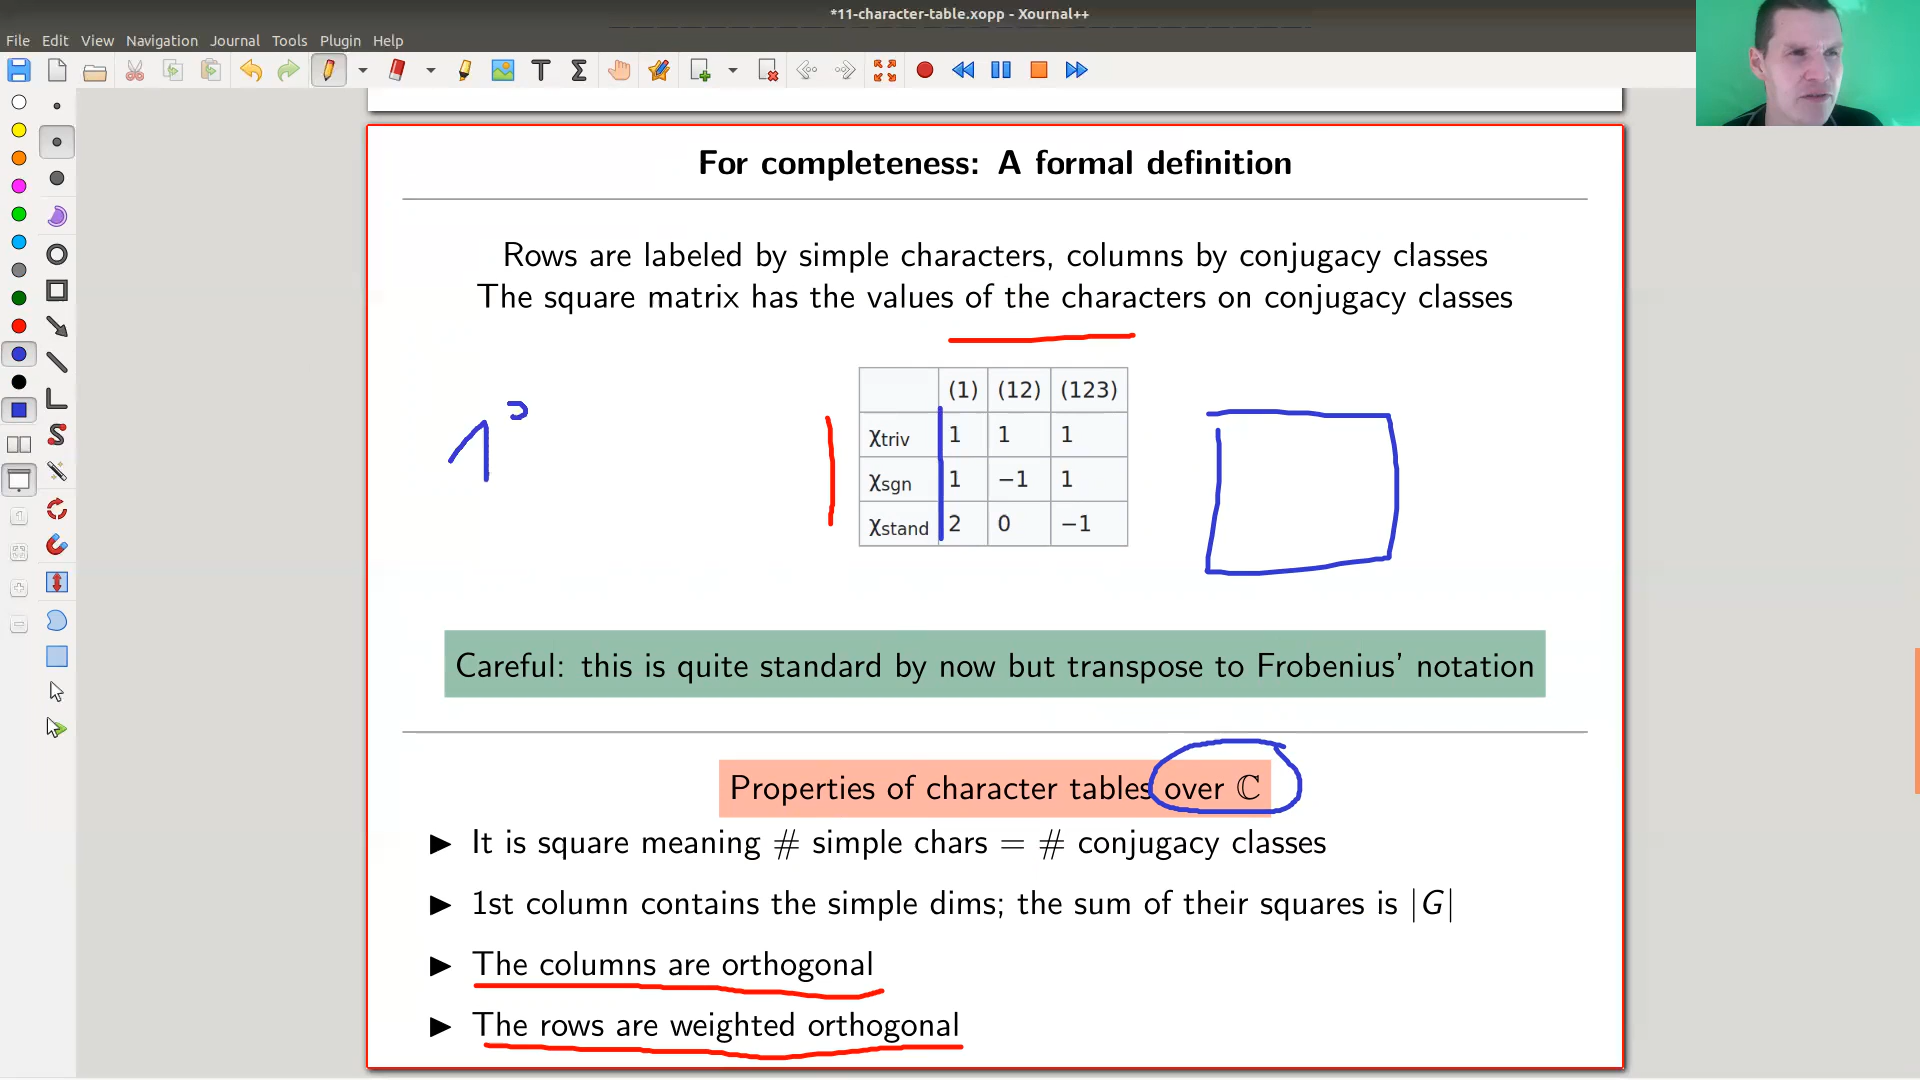 *11-character-table.xopp - Xournal++
File Edit View Navigation Journal Tools Plugin Help
For completeness: A formal definition
Rows are labeled by simple characters, columns by conjugacy classes
The square matrix has the values of the characters on conjugacy classes
(1) (12) (123)
χtriv 1 1 1
χsgn 1 −1 1
χstand 2 0 −1
Careful: this is quite standard by now but transpose to Frobenius' notation
Properties of character tables over ℂ
▶ It is square meaning # simple chars = # conjugacy classes
▶ 1st column contains the simple dims; the sum of their squares is |G|
▶ The columns are orthogonal
▶ The rows are weighted orthogonal